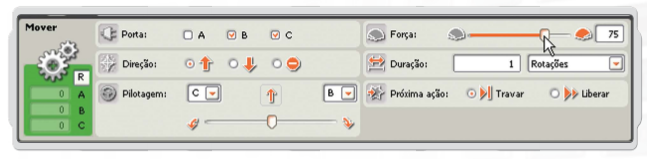 Mover
Porta: A B C
Força: 75
Direção:
Duração: 1 Rotações
R
0 A
0 B
0 C
Pilotagem: C B
Próxima ação: Travar Liberar